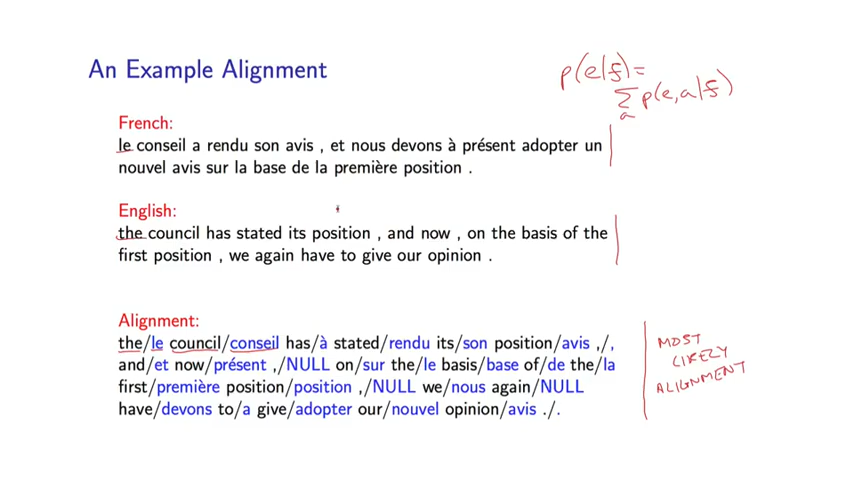 An Example Alignment
p(e|f) =
∑ p(e,a|f)
a
French:
le conseil a rendu son avis , et nous devons à présent adopter un
nouvel avis sur la base de la première position .
English:
the council has stated its position , and now , on the basis of the
first position , we again have to give our opinion .
Alignment:
the/le council/conseil has/à stated/rendu its/son position/avis ,/,
and/et now/présent ,/NULL on/sur the/le basis/base of/de the/la
first/première position/position ,/NULL we/nous again/NULL
have/devons to/a give/adopter our/nouvel opinion/avis ./.
MOST
LIKELY
ALIGNMENT